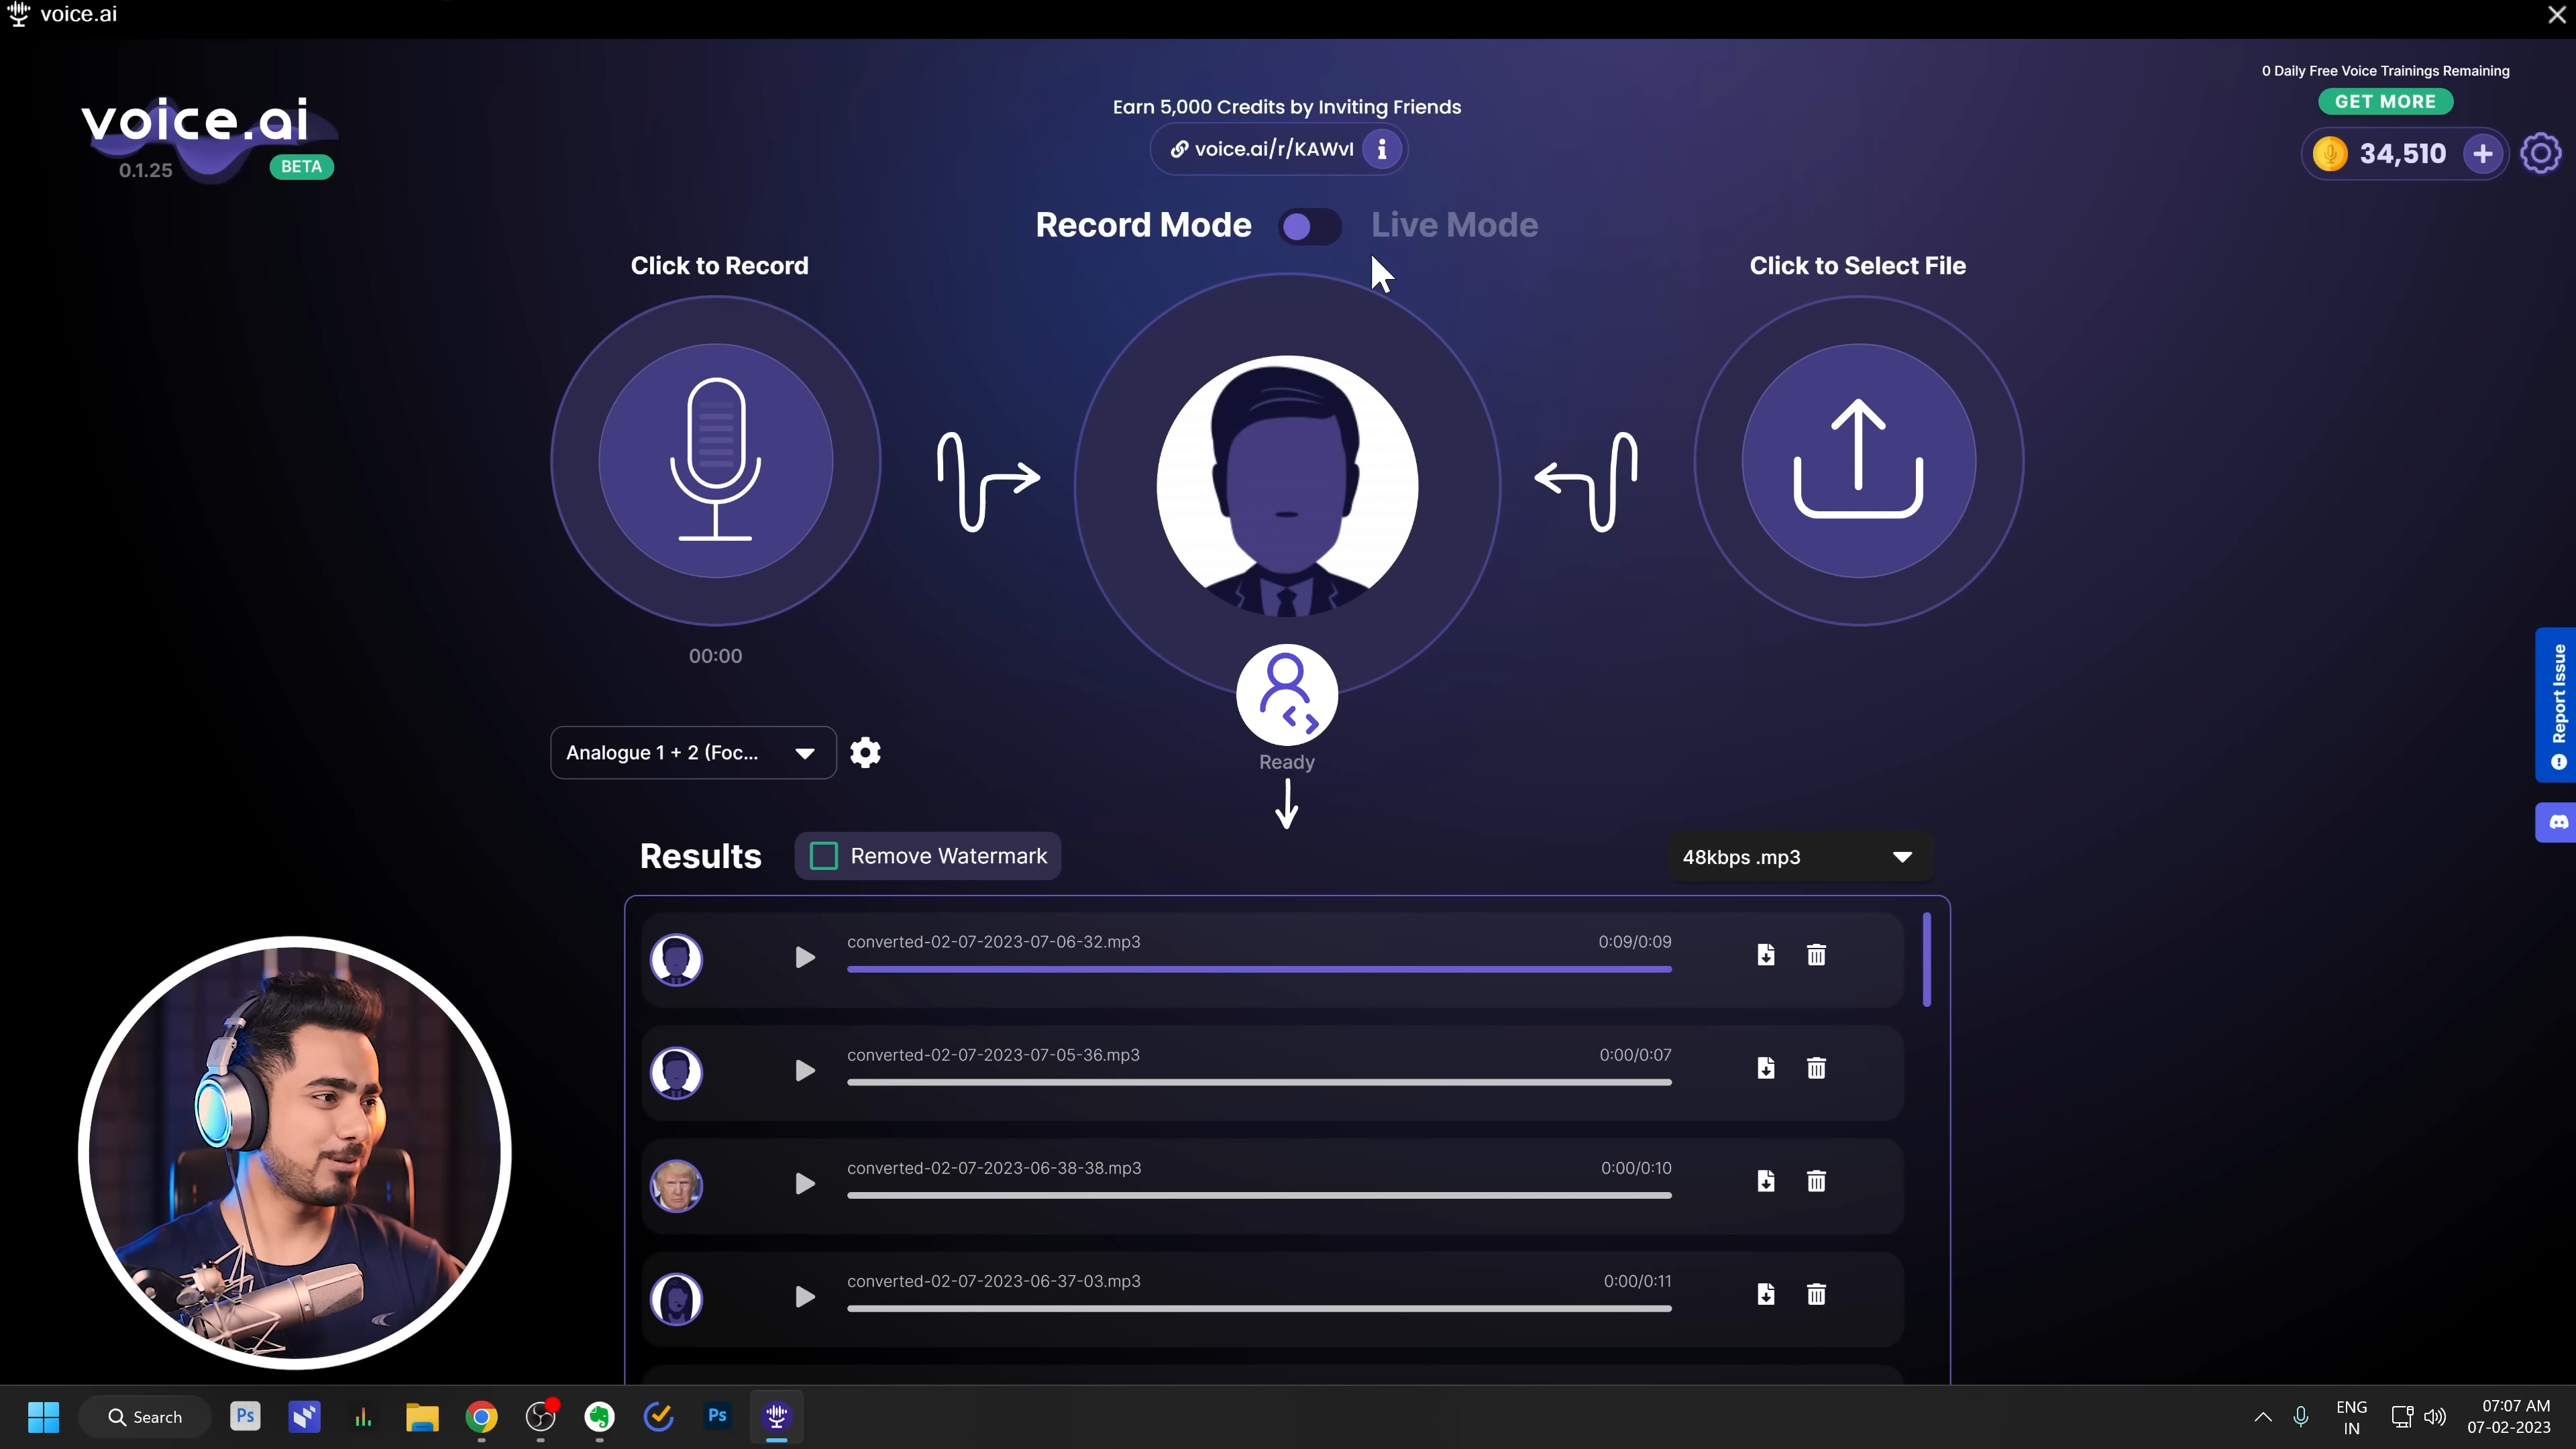 voice.ai
0 Daily Free Voice Trainings Remaining
GET MORE
34,510
voice.ai
0.1.25
BETA
Earn 5,000 Credits by Inviting Friends
voice.ai/r/KAWvI
Record Mode Live Mode
Click to Record
Click to Select File
00:00
Analogue 1 + 2 (Foc...
Ready
Report Issue
Results
Remove Watermark
48kbps .mp3
converted-02-07-2023-07-06-32.mp3 0:09/0:09
converted-02-07-2023-07-05-36.mp3 0:00/0:07
converted-02-07-2023-06-38-38.mp3 0:00/0:10
converted-02-07-2023-06-37-03.mp3 0:00/0:11
Search
Ps
Ps
ENG
IN
07:07 AM
07-02-2023